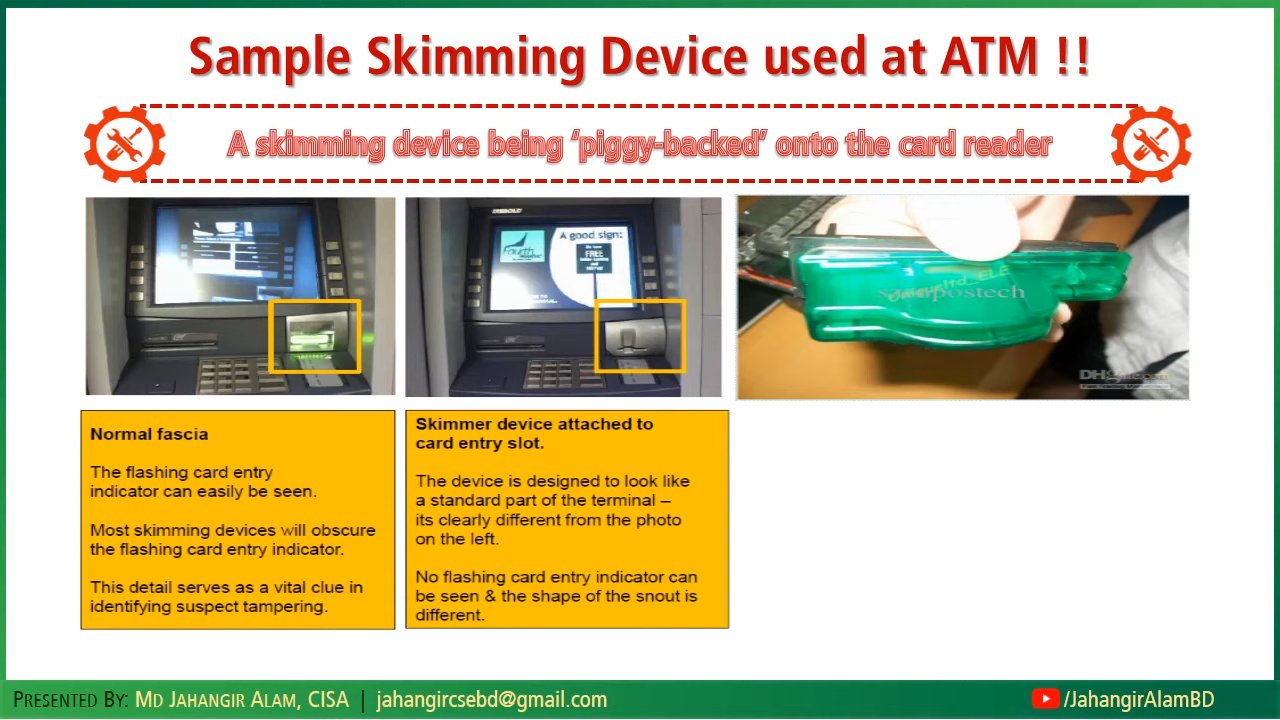 Sample Skimming Device used at ATM !!
A skimming device being ‘piggy-backed’ onto the card reader
DIEBOLD
Fourth
A good sign:
FREE
sempostech
Normal fascia
The flashing card entry
indicator can easily be seen.
Most skimming devices will obscure
the flashing card entry indicator.
This detail serves as a vital clue in
identifying suspect tampering.
Skimmer device attached to
card entry slot.
The device is designed to look like
a standard part of the terminal –
its clearly different from the photo
on the left.
No flashing card entry indicator can
be seen & the shape of the snout is
different.
PRESENTED BY: MD JAHANGIR ALAM, CISA | jahangircsebd@gmail.com
/JahangirAlamBD